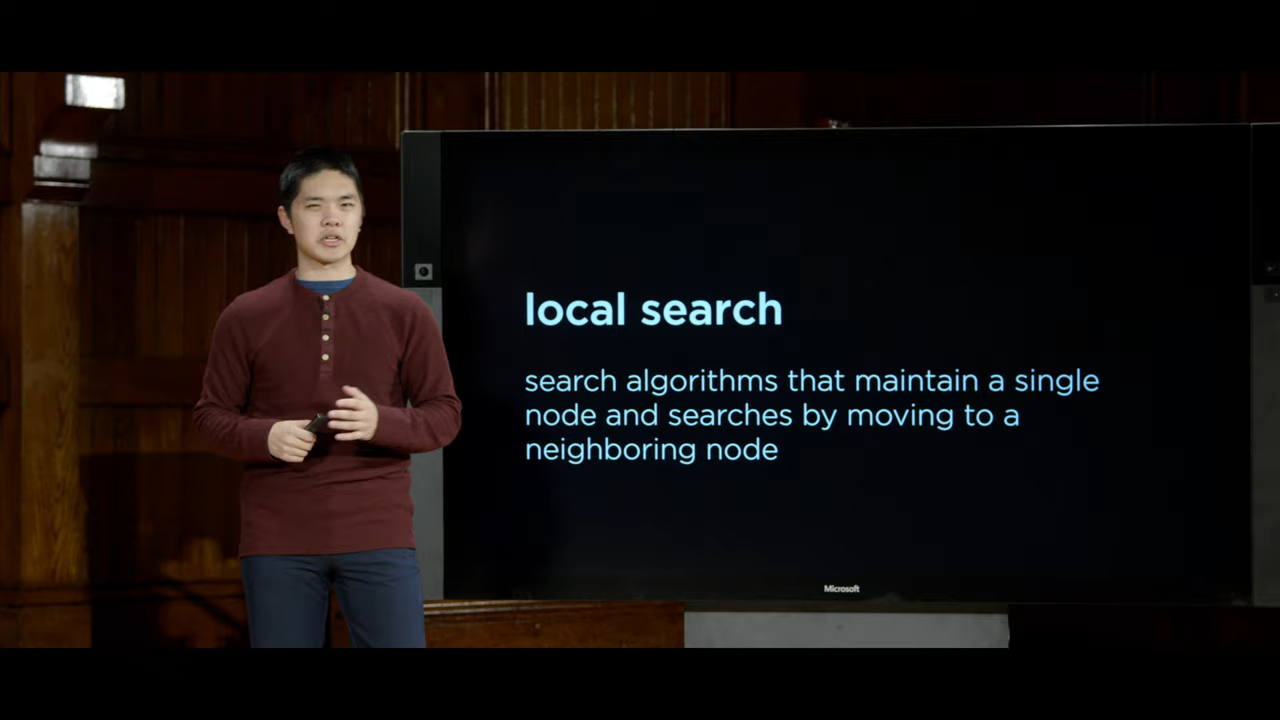 local search
search algorithms that maintain a single
node and searches by moving to a
neighboring node
Microsoft